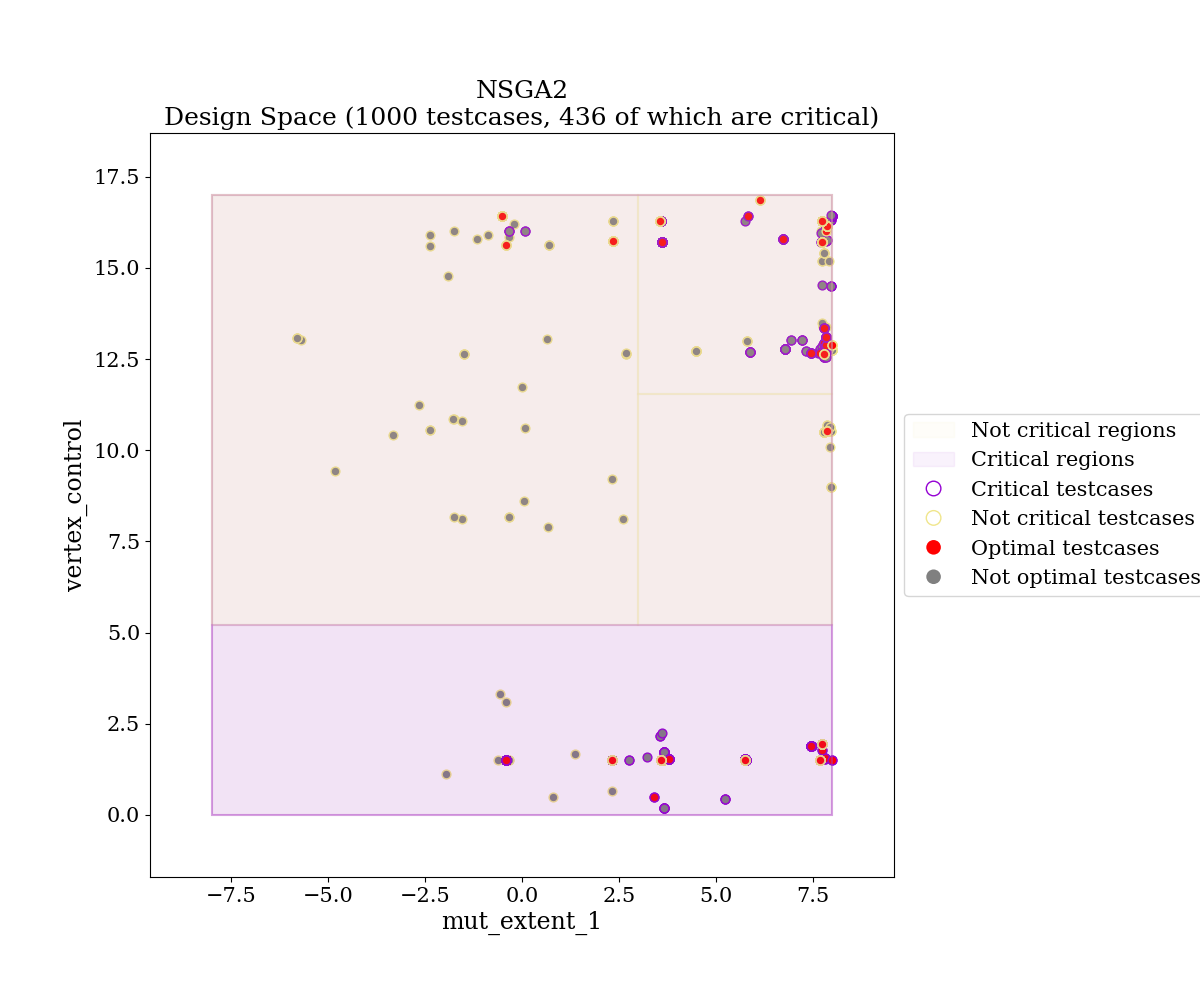 NSGA2
Design Space (1000 testcases, 436 of which are critical)
17.5
15.0
12.5
10.0
7.5
5.0
2.5
0.0
vertex_control
−7.5
−5.0
−2.5
0.0
2.5
5.0
7.5
mut_extent_1
Not critical regions
Critical regions
Critical testcases
Not critical testcases
Optimal testcases
Not optimal testcases